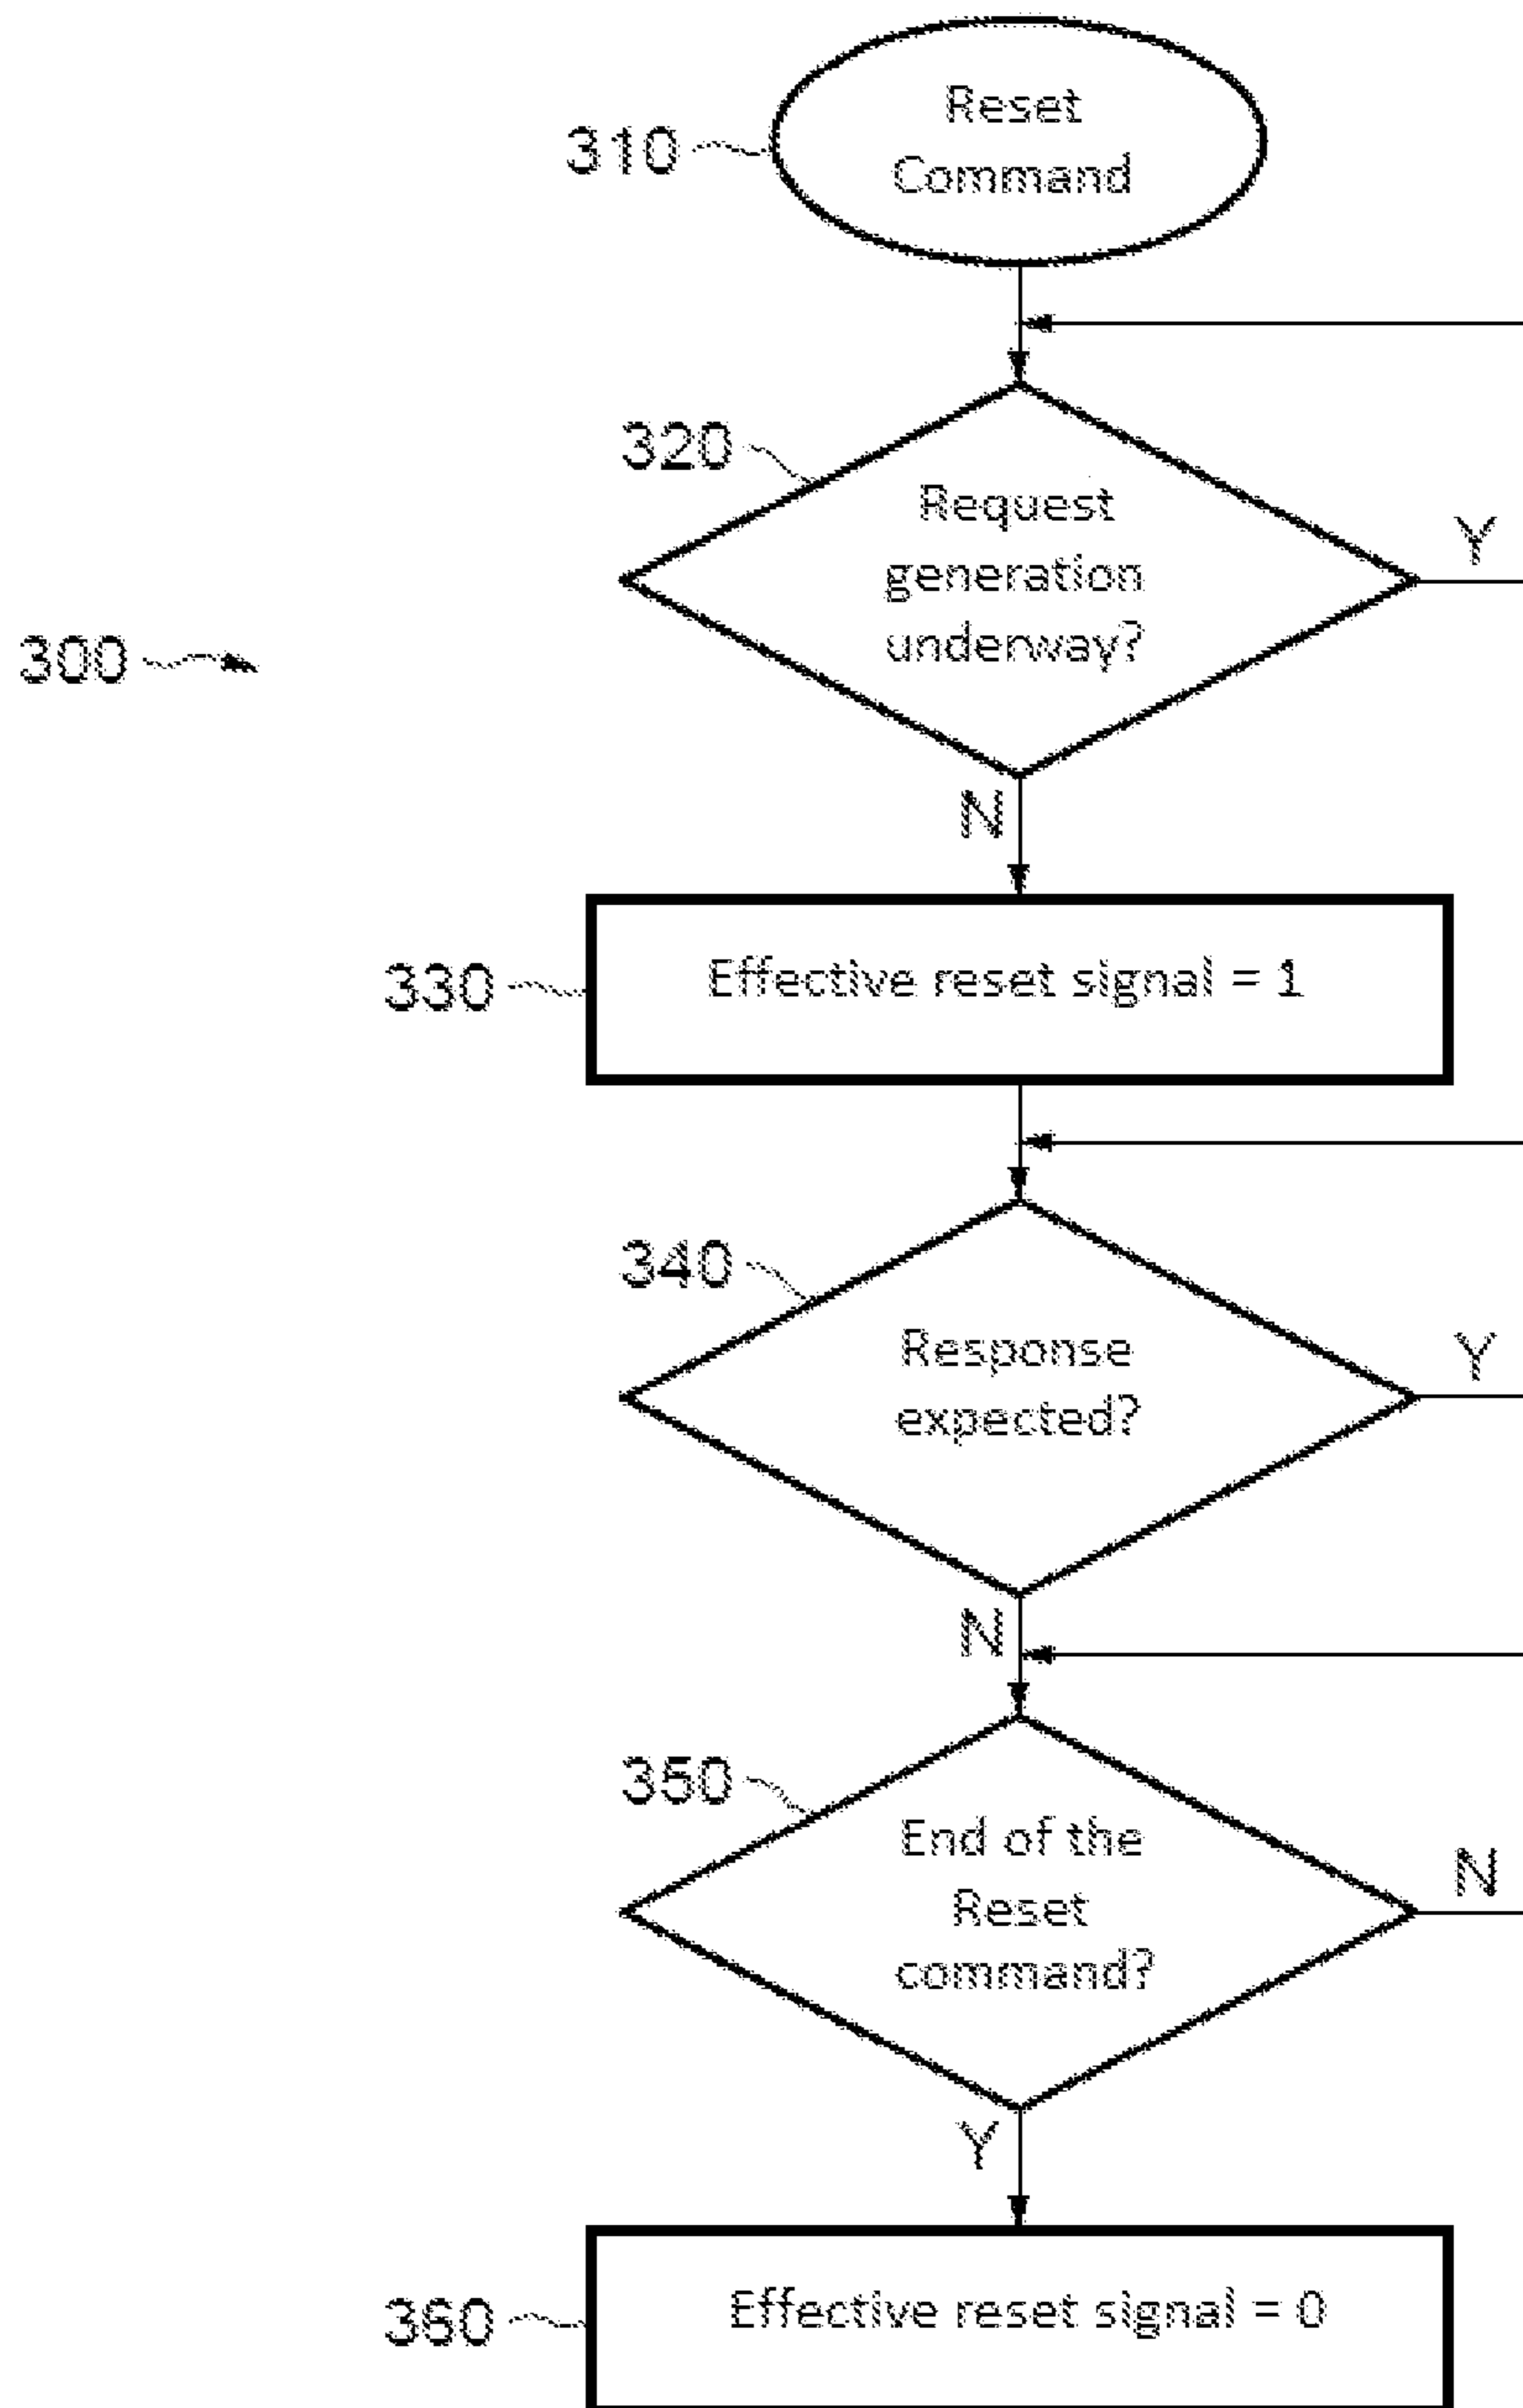 310
Reset
Command
320
Request
generation
underway?
Y
300
N
330
Effective reset signal = 1
340
Response
expected?
Y
N
350
End of the
Reset
command?
N
Y
360
Effective reset signal = 0